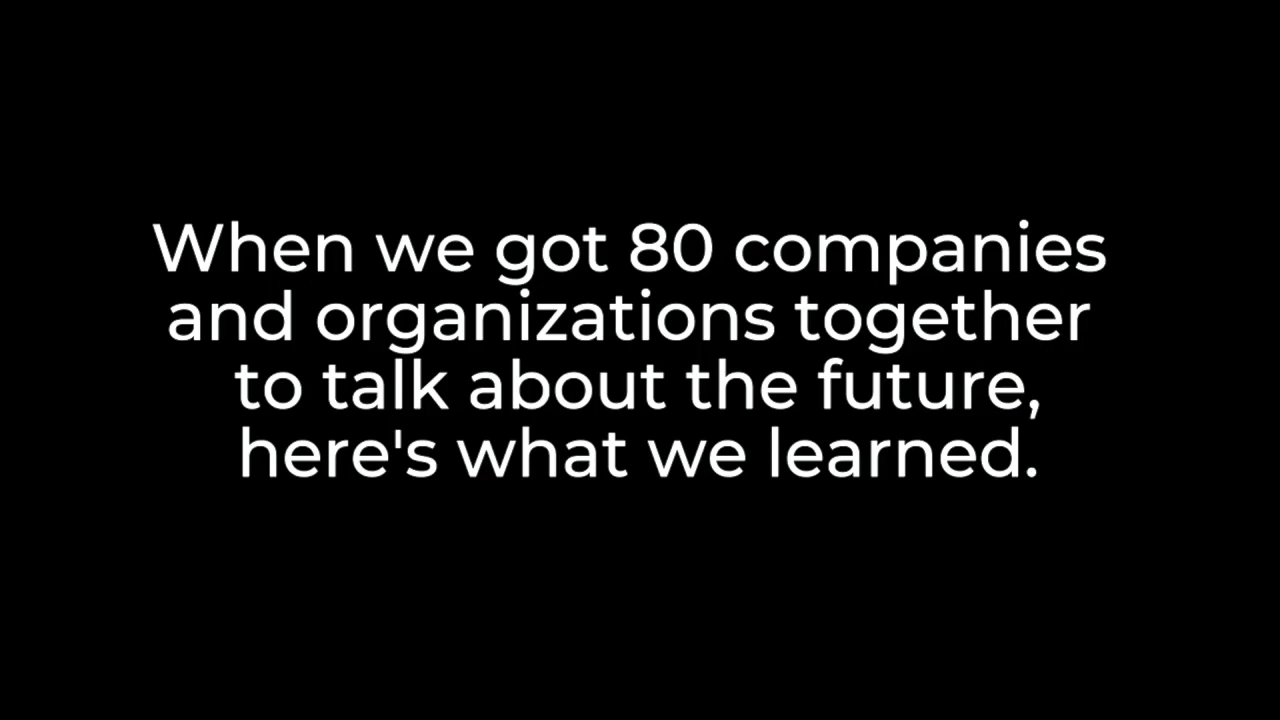 When we got 80 companies
and organizations together
to talk about the future,
here's what we learned.